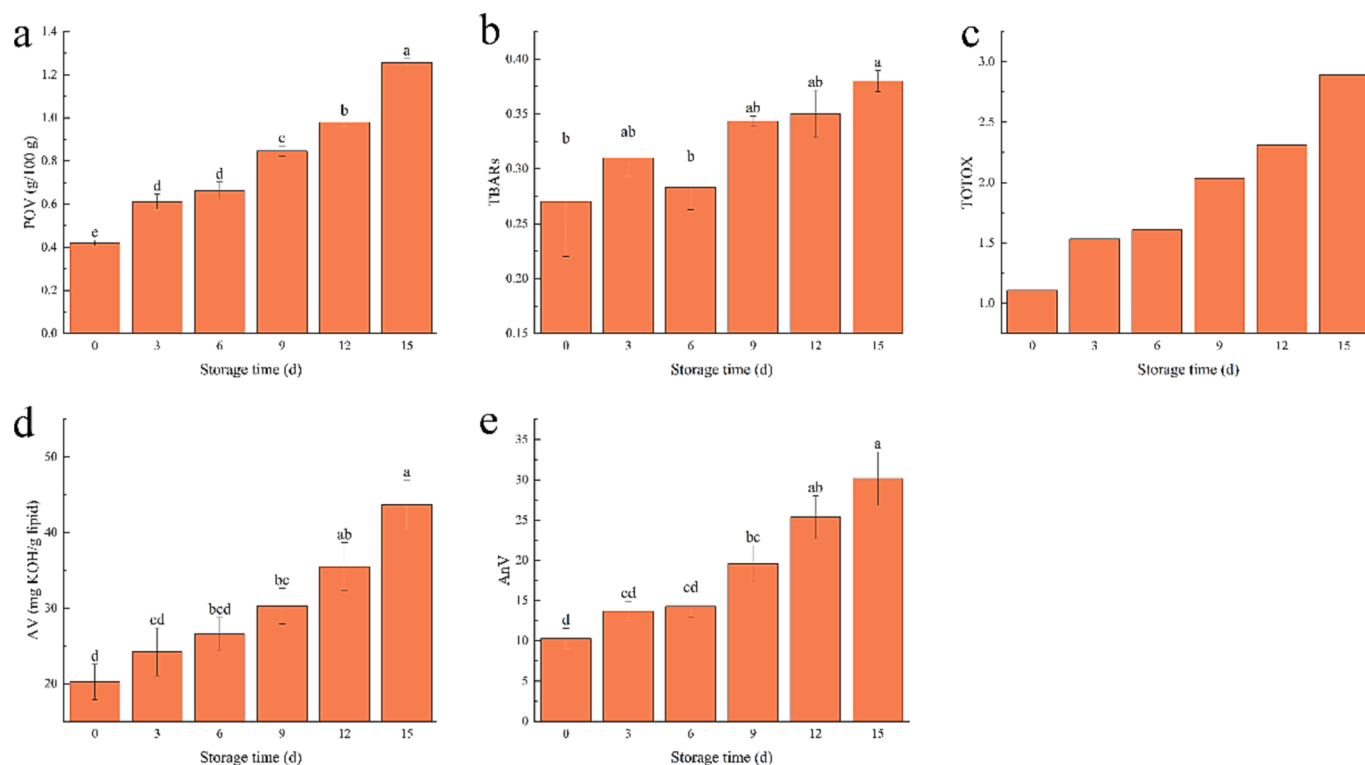 a
POV (g/100 g)
1.4
1.2
1.0
0.8
0.6
0.4
0.2
0.0
e
d
d
c
b
a
0 3 6 9 12 15
Storage time (d)
b
TBARs
0.40
0.35
0.30
0.25
0.20
0.15
b
ab
b
ab
ab
a
0 3 6 9 12 15
Storage time (d)
c
TOTOX
3.0
2.5
2.0
1.5
1.0
0 3 6 9 12 15
Storage time (d)
d
AV (mg KOH/g lipid)
50
40
30
20
d
cd
bcd
bc
ab
a
0 3 6 9 12 15
Storage time (d)
e
AnV
35
30
25
20
15
10
5
0
d
cd
cd
bc
ab
a
0 3 6 9 12 15
Storage time (d)